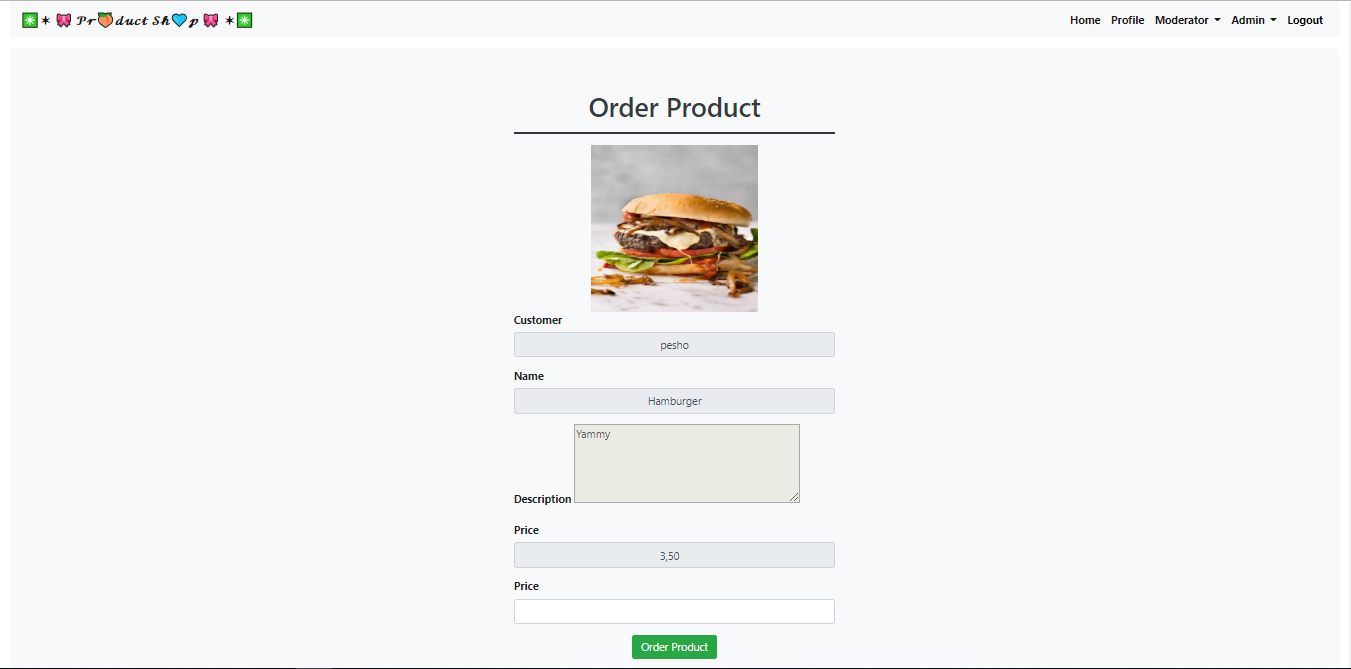 ✳️✶ 🎀 𝒫𝓇🍑𝒹𝓊𝒸𝓉 𝒮𝒽💙𝓅 🎀 ✶✳️
Home Profile Moderator Admin Logout
Order Product
Customer
pesho
Name
Hamburger
Yammy
Description
Price
3,50
Price
Order Product